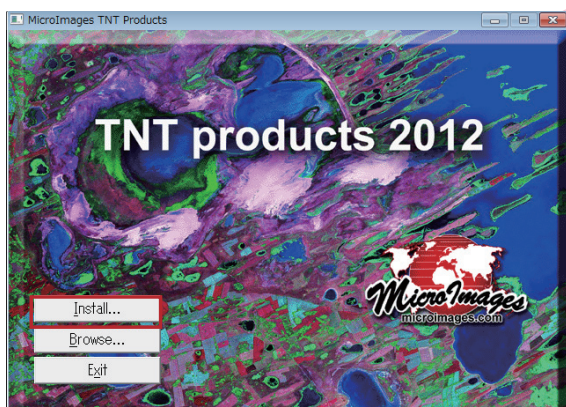 MicroImages TNT Products
TNT products 2012
MicroImages
microimages.com
Install...
Browse...
Exit